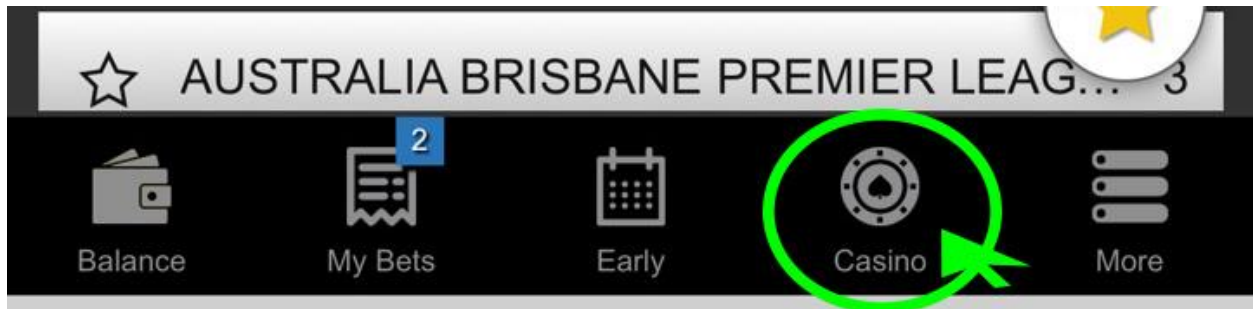 AUSTRALIA BRISBANE PREMIER LEAG... 3
2
Balance My Bets Early Casino More